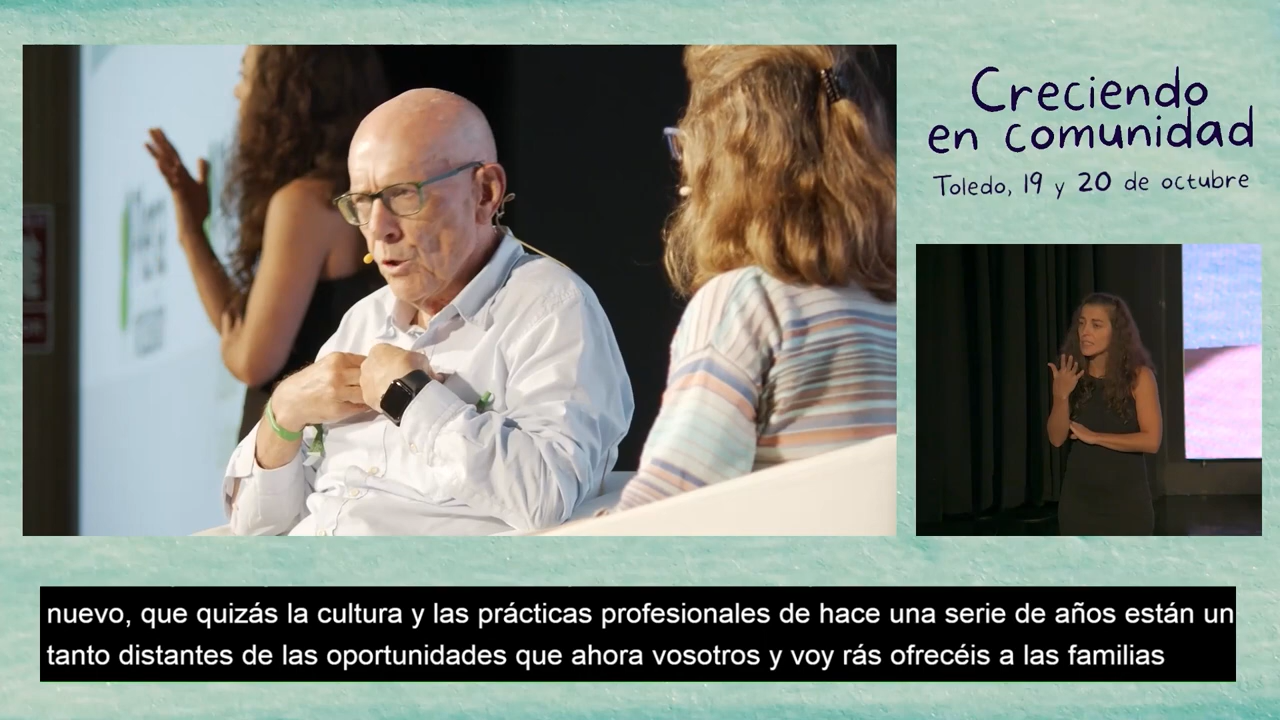 Creciendo
en comunidad
Toledo, 19 y 20 de octubre
nuevo, que quizás la cultura y las prácticas profesionales de hace una serie de años están un
tanto distantes de las oportunidades que ahora vosotros y voy rás ofrecéis a las familias